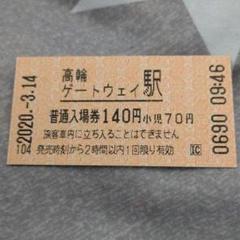 2020.-3.14
高輪
ゲートウェイ駅
普通入場券140円小児70円
旅客車内に立ち入ることはできません
104 発売時刻から2時間以内1回限り有効 IC
0690 09:46